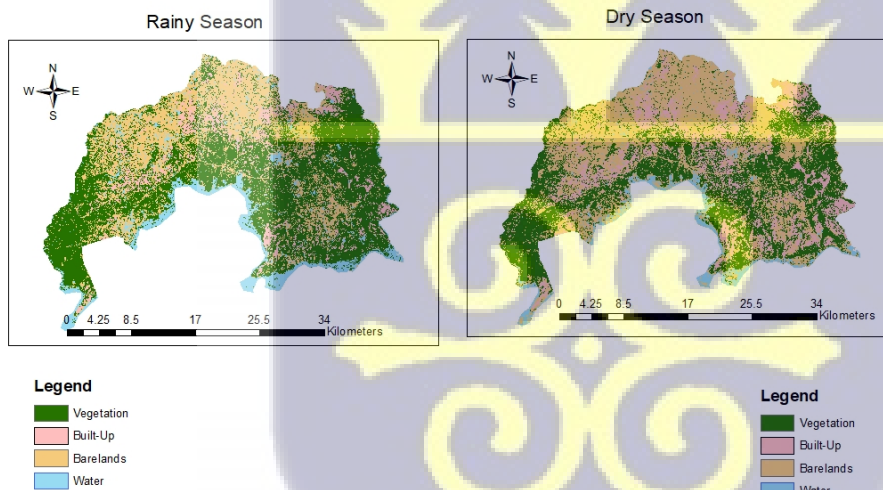 Rainy Season
Dry Season
N
W E
S
N
W E
S
0 4.25 8.5 17 25.5 34
Kilometers
0 4.25 8.5 17 25.5 34
Kilometers
Legend
Vegetation
Built-Up
Barelands
Water
Legend
Vegetation
Built-Up
Barelands
Water